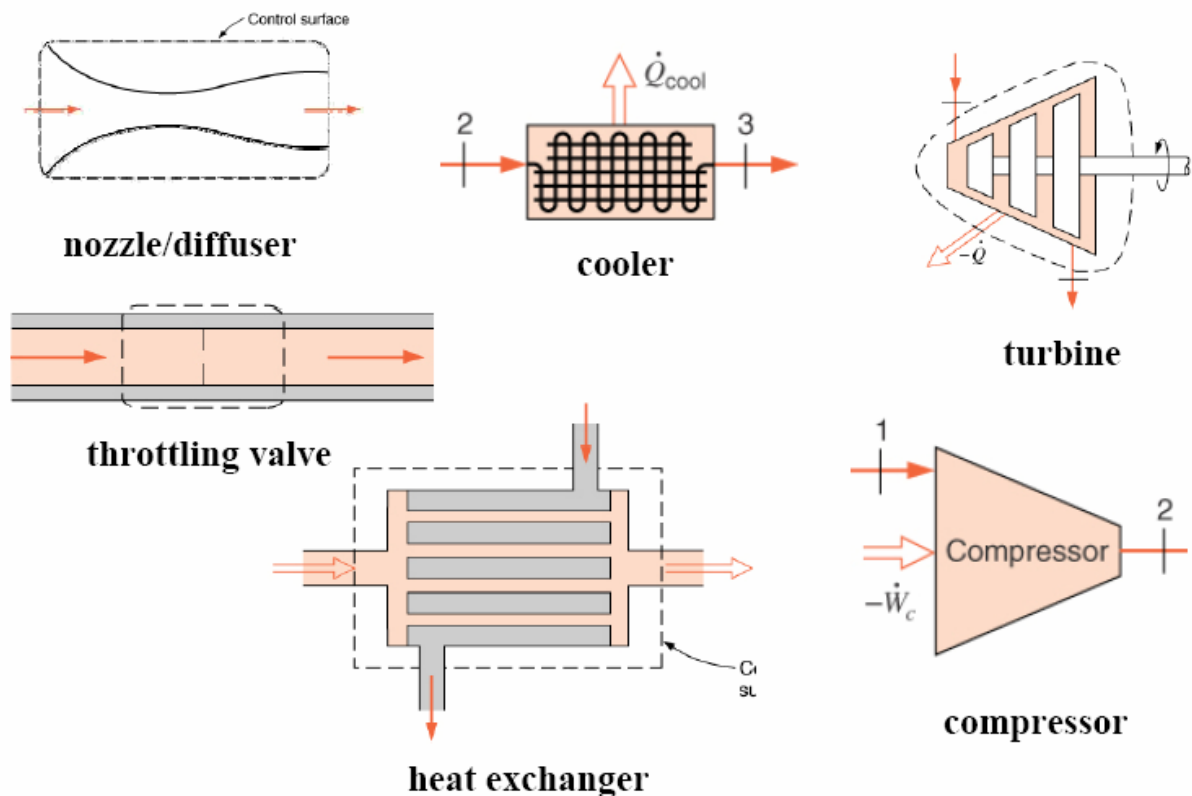 Control surface
nozzle/diffuser
Q̇cool
2
3
cooler
-Q̇
turbine
throttling valve
1
2
Compressor
-Ẇc
compressor
heat exchanger